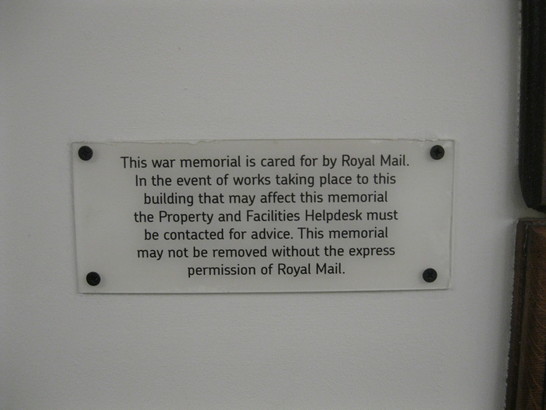 This war memorial is cared for by Royal Mail.
In the event of works taking place to this
building that may affect this memorial
the Property and Facilities Helpdesk must
be contacted for advice. This memorial
may not be removed without the express
permission of Royal Mail.